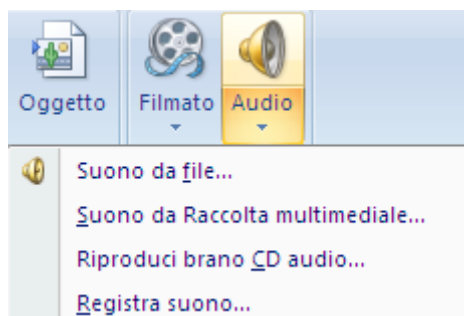 Oggetto Filmato Audio
Suono da file...
Suono da Raccolta multimediale...
Riproduci brano CD audio...
Registra suono...